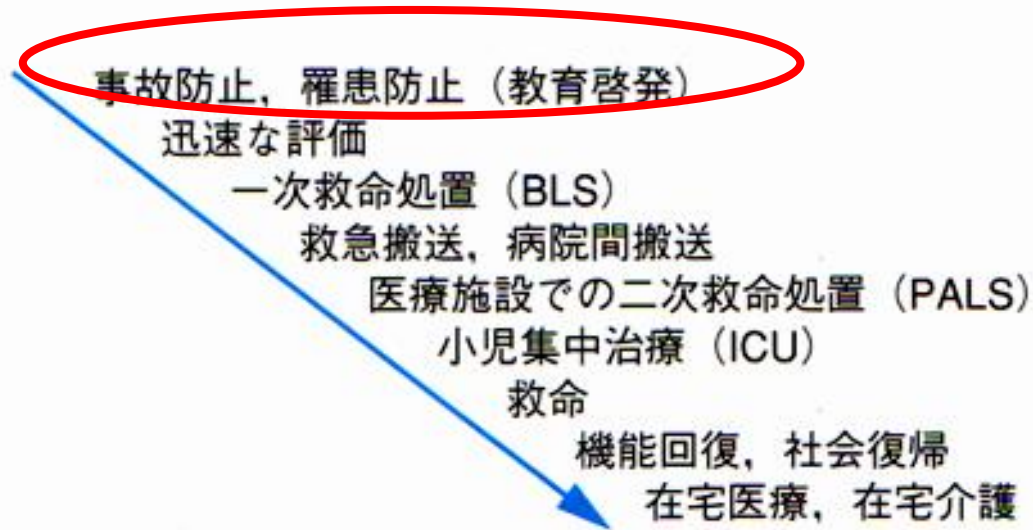 事故防止，罹患防止（教育啓発）
迅速な評価
一次救命処置（BLS）
救急搬送，病院間搬送
医療施設での二次救命処置（PALS）
小児集中治療（ICU）
救命
機能回復，社会復帰
在宅医療，在宅介護